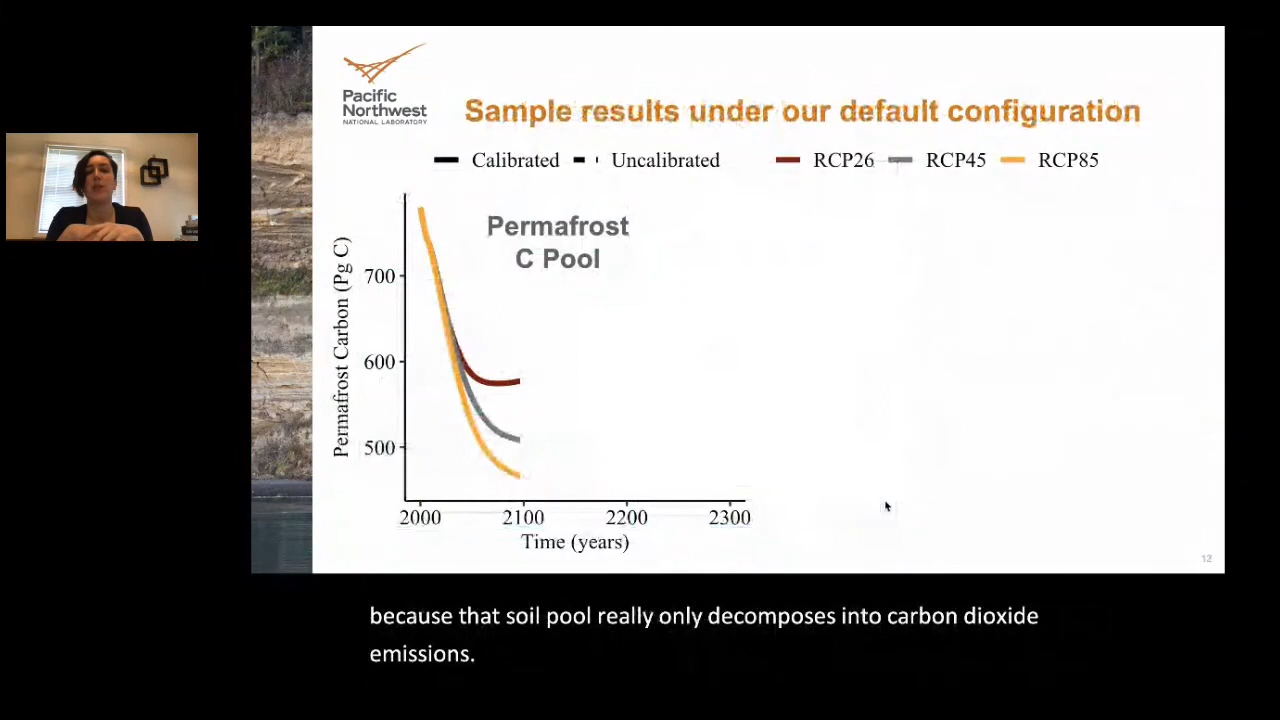 Pacific
Northwest
NATIONAL LABORATORY
Sample results under our default configuration
Calibrated Uncalibrated RCP26 RCP45 RCP85
Permafrost
C Pool
Permafrost Carbon (Pg C)
700
600
500
2000 2100 2200 2300
Time (years)
12
because that soil pool really only decomposes into carbon dioxide
emissions.